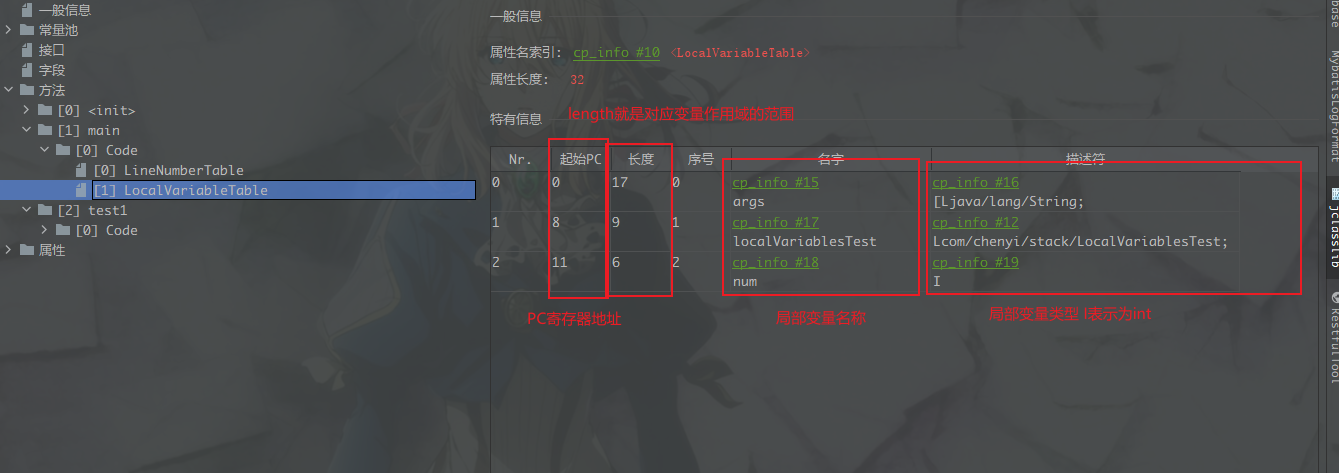 一般信息
常量池
接口
字段
方法
[0] <init>
[1] main
[0] Code
[0] LineNumberTable
[1] LocalVariableTable
[2] test1
[0] Code
属性
一般信息
属性名索引: cp_info #10 <LocalVariableTable>
属性长度: 32
length就是对应变量作用域的范围
特有信息
Nr. 起始PC 长度 序号 名字 描述符
0 0 17 0 cp_info #15 cp_info #16
args [Ljava/lang/String;
1 8 9 1 cp_info #17 cp_info #12
localVariablesTest Lcom/chenyi/stack/LocalVariablesTest;
2 11 6 2 cp_info #18 cp_info #19
num I
PC寄存器地址 局部变量名称 局部变量类型 I表示为int
base
MybatisLogFormat
jclasslib
RestfulTool